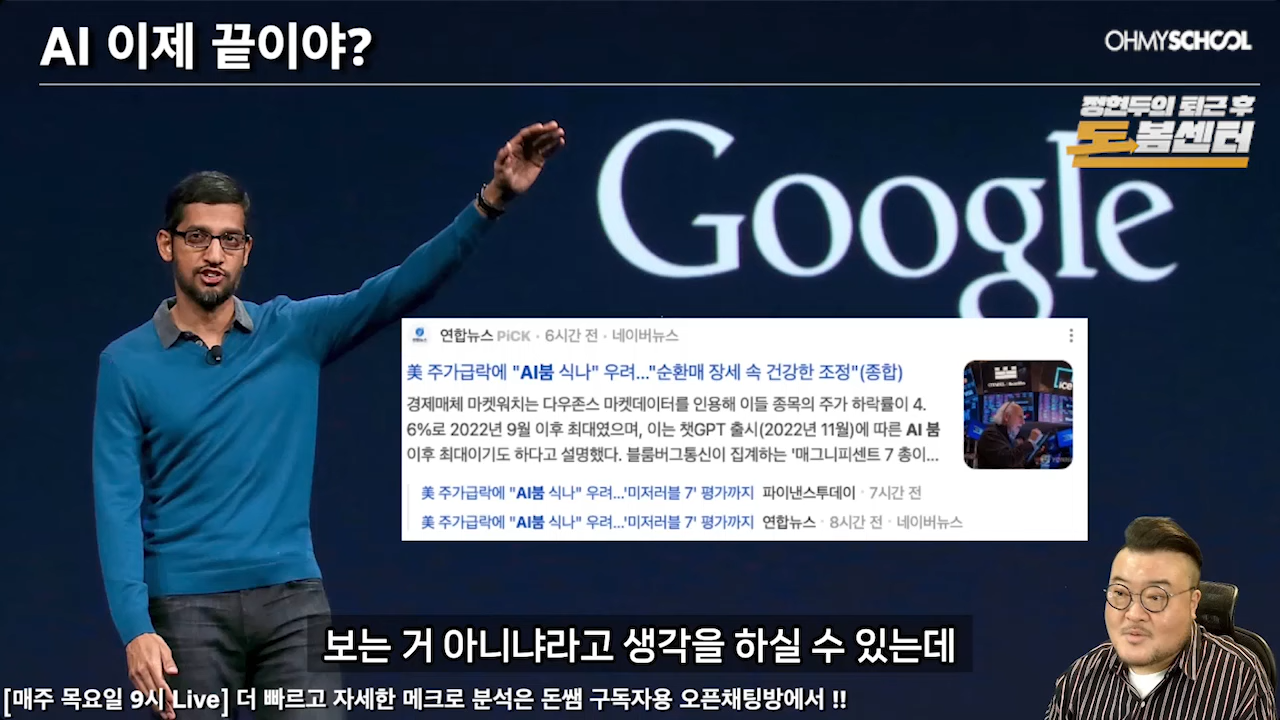 AI 이제 끝이야?
OHMYSCHOOL
정현두의 퇴근 후
돈봄센터
Google
연합뉴스 PiCK · 6시간 전 · 네이버뉴스
美 주가급락에 "AI붐 식나" 우려..."순환매 장세 속 건강한 조정"(종합)
경제매체 마켓워치는 다우존스 마켓데이터를 인용해 이들 종목의 주가 하락률이 4.
6%로 2022년 9월 이후 최대였으며, 이는 챗GPT 출시(2022년 11월)에 따른 AI 붐
이후 최대이기도 하다고 설명했다. 블룸버그통신이 집계하는 '매그니피센트 7 총이...
美 주가급락에 "AI붐 식나" 우려...'미저러블 7' 평가까지 파이낸스투데이 · 7시간 전
美 주가급락에 "AI붐 식나" 우려...'미저러블 7' 평가까지 연합뉴스 · 8시간 전 · 네이버뉴스
보는 거 아니냐라고 생각을 하실 수 있는데
[매주 목요일 9시 Live] 더 빠르고 자세한 메크로 분석은 돈쌤 구독자용 오픈채팅방에서 !!